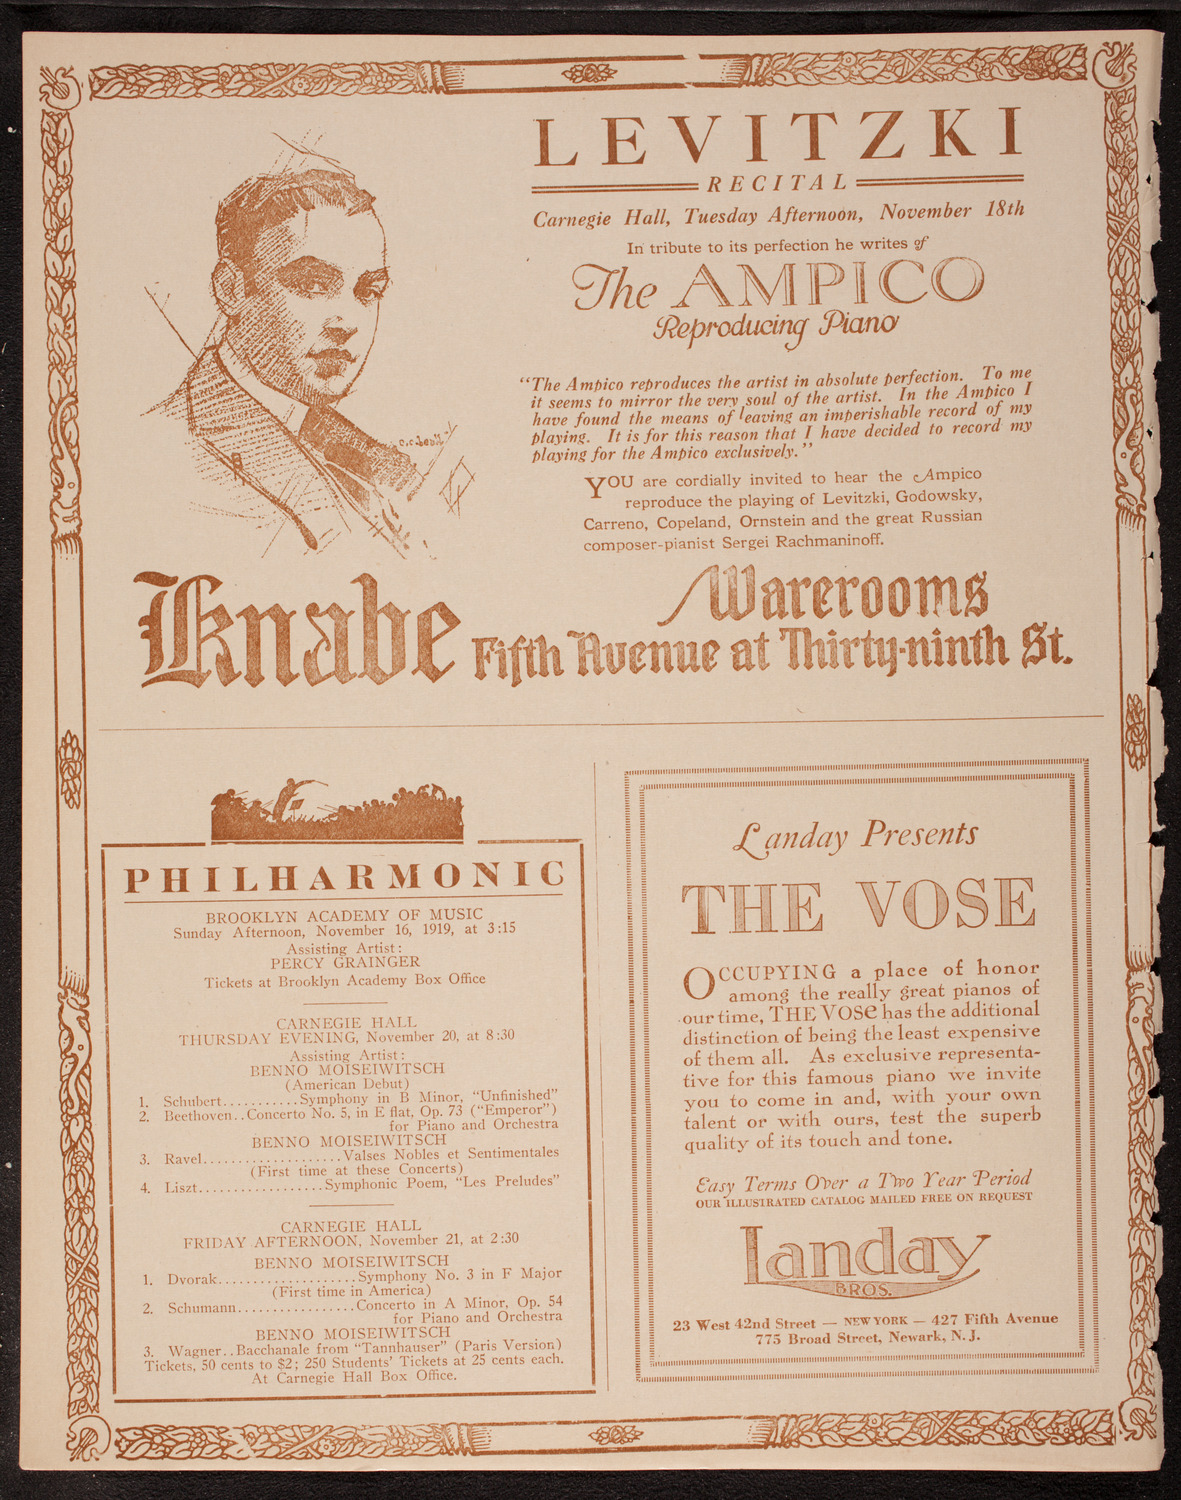 LEVITZKI
RECITAL
Carnegie Hall, Tuesday Afternoon, November 18th
In tribute to its perfection he writes of
The AMPICO
Reproducing Piano
“The Ampico reproduces the artist in absolute perfection. To me
it seems to mirror the very soul of the artist. In the Ampico I
have found the means of leaving an imperishable record of my
playing. It is for this reason that I have decided to record my
playing for the Ampico exclusively.”
YOU are cordially invited to hear the Ampico
reproduce the playing of Levitzki, Godowsky,
Carreno, Copeland, Ornstein and the great Russian
composer-pianist Sergei Rachmaninoff.
Knabe Warerooms
Fifth Avenue at Thirty-ninth St.
PHILHARMONIC
BROOKLYN ACADEMY OF MUSIC
Sunday Afternoon, November 16, 1919, at 3:15
Assisting Artist:
PERCY GRAINGER
Tickets at Brooklyn Academy Box Office
CARNEGIE HALL
THURSDAY EVENING, November 20, at 8:30
Assisting Artist:
BENNO MOISEIWITSCH
(American Debut)
1. Schubert...........Symphony in B Minor, “Unfinished”
2. Beethoven..Concerto No. 5, in E flat, Op. 73 (“Emperor”)
for Piano and Orchestra
BENNO MOISEIWITSCH
3. Ravel....................Valses Nobles et Sentimentales
(First time at these Concerts)
4. Liszt..................Symphonic Poem, “Les Preludes”
CARNEGIE HALL
FRIDAY AFTERNOON, November 21, at 2:30
BENNO MOISEIWITSCH
1. Dvorak....................Symphony No. 3 in F Major
(First time in America)
2. Schumann.................Concerto in A Minor, Op. 54
for Piano and Orchestra
BENNO MOISEIWITSCH
3. Wagner..Bacchanale from “Tannhauser” (Paris Version)
Tickets, 50 cents to $2; 250 Students’ Tickets at 25 cents each.
At Carnegie Hall Box Office.
Landay Presents
THE VOSE
OCCUPYING a place of honor
among the really great pianos of
our time, THE VOSE has the additional
distinction of being the least expensive
of them all. As exclusive representa-
tive for this famous piano we invite
you to come in and, with your own
talent or with ours, test the superb
quality of its touch and tone.
Easy Terms Over a Two Year Period
OUR ILLUSTRATED CATALOG MAILED FREE ON REQUEST
Landay
BROS.
23 West 42nd Street — NEW YORK — 427 Fifth Avenue
775 Broad Street, Newark, N. J.